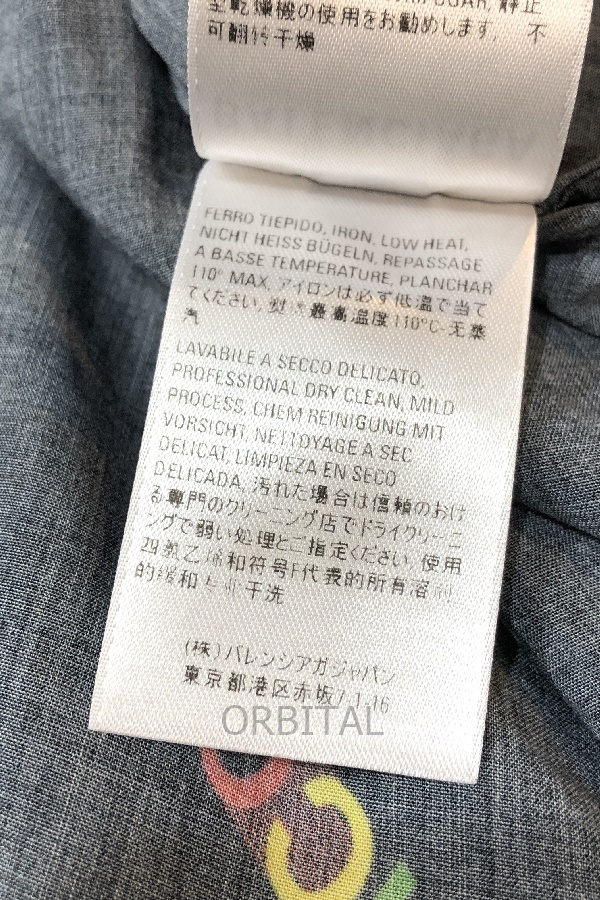 型乾燥機の使用をお勧めします。 不
可翻转干燥
FERRO TIEPIDO, IRON, LOW HEAT,
NICHT HEISS BÜGELN, REPASSAGE
A BASSE TEMPERATURE, PLANCHAR
110° MAX, アイロンは必ず低温で当て
てください, 最高温度110°C-无蒸
汽
LAVABILE A SECCO DELICATO,
PROFESSIONAL DRY CLEAN, MILD
PROCESS, CHEM REINIGUNG MIT
VORSICHT, NETTOYAGE A SEC
DELICAT, LIMPIEZA EN SECO
DELICADA, 汚れた場合は信頼のおけ
る専門のクリーニング店でドライクリーニ
ングで弱い処理とご指定ください, 使用
四氯乙烯和符号F代表的所有溶剂
的缓和 干洗
(株)バレンシアガジャパン
東京都港区赤坂7.1.16
ORBITAL